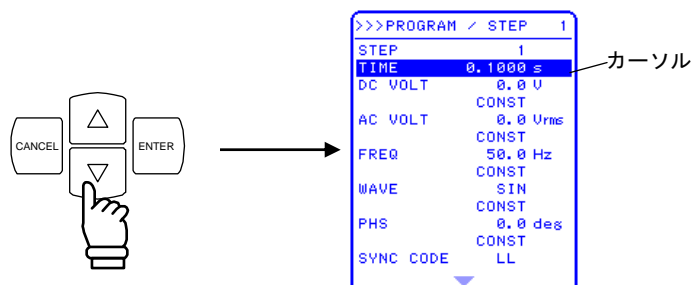 >>>PROGRAM / STEP 1
STEP 1
TIME 0.1000 s
カーソル
DC VOLT 0.0 V
CONST
AC VOLT 0.0 Vrms
CONST
FREQ 50.0 Hz
CONST
WAVE SIN
CONST
PHS 0.0 deg
CONST
SYNC CODE LL
CANCEL
ENTER